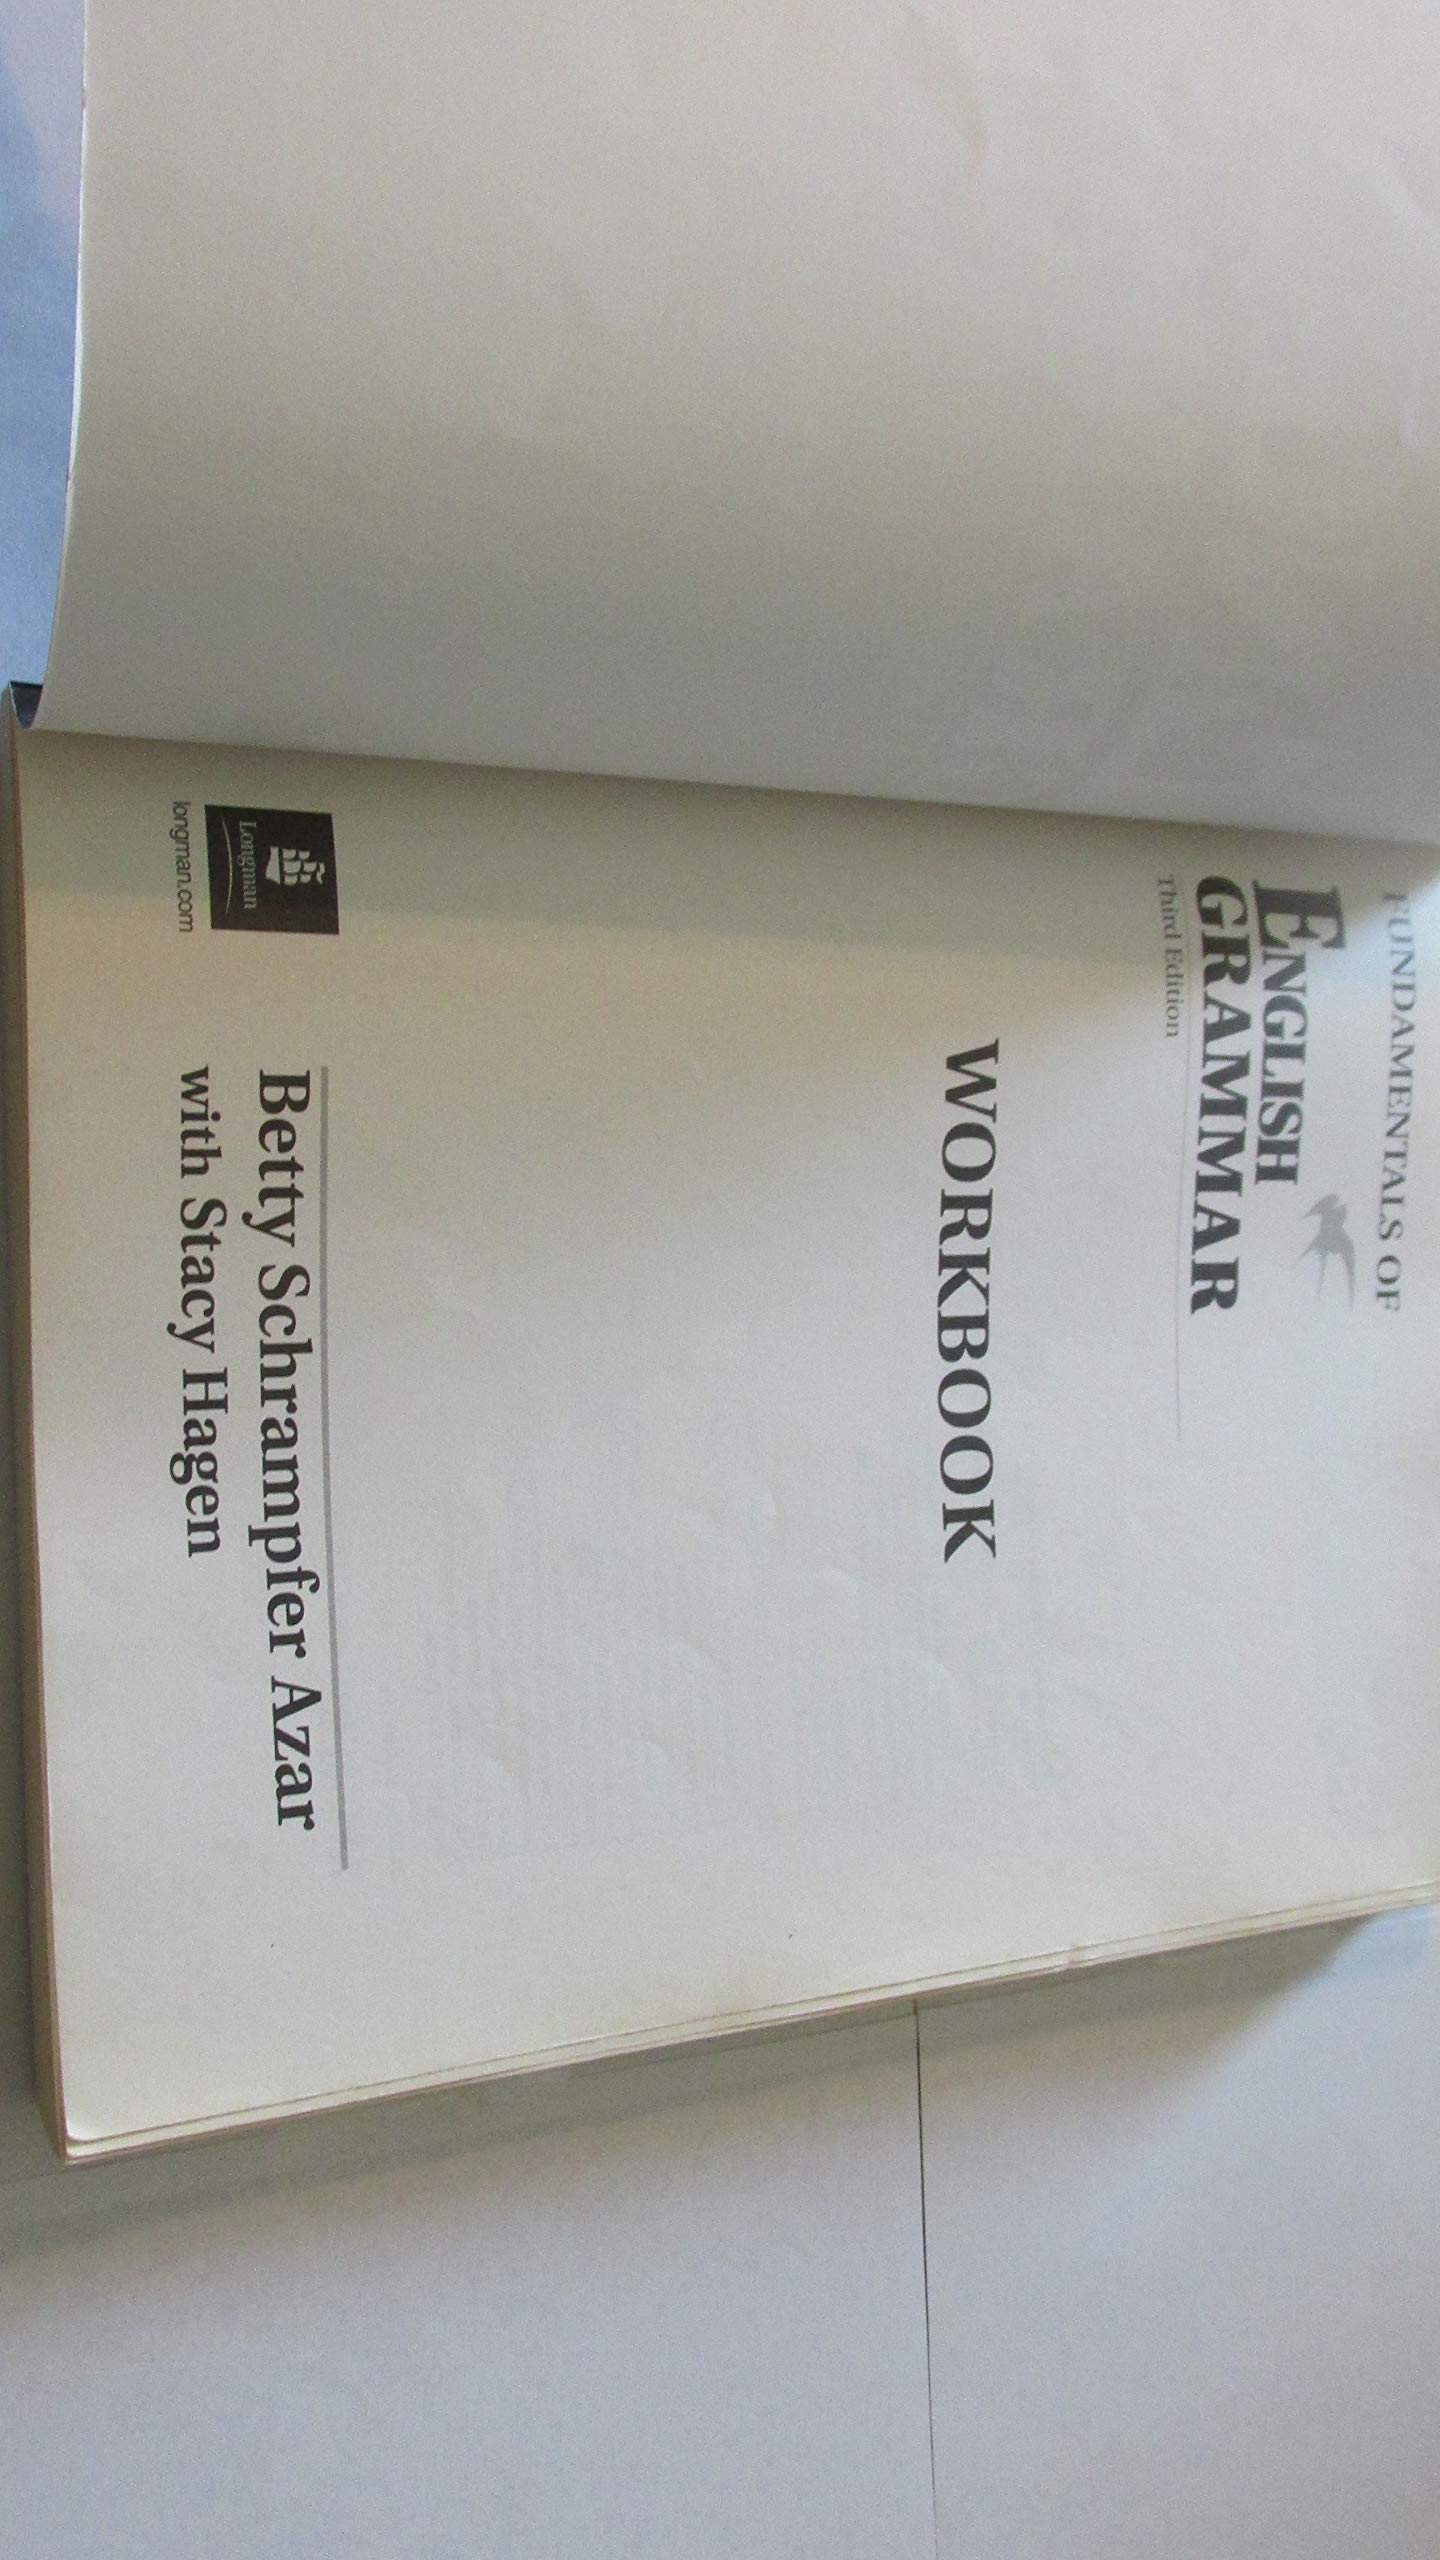 FUNDAMENTALS OF
ENGLISH
GRAMMAR
Third Edition
WORKBOOK
Betty Schrampfer Azar
with Stacy Hagen
Longman
longman.com